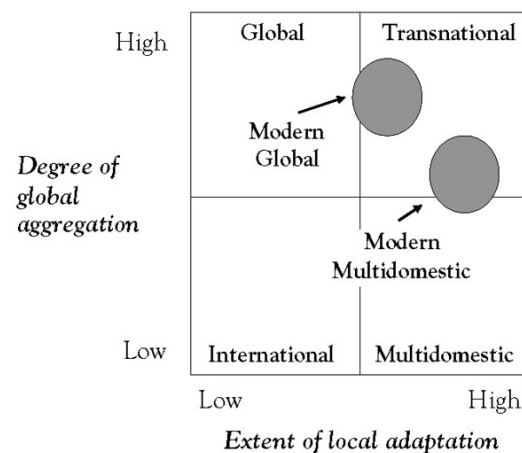 High
Global
Transnational
Modern
Global
Degree of
global
aggregation
Modern
Multidomestic
Low
International
Multidomestic
Low
High
Extent of local adaptation